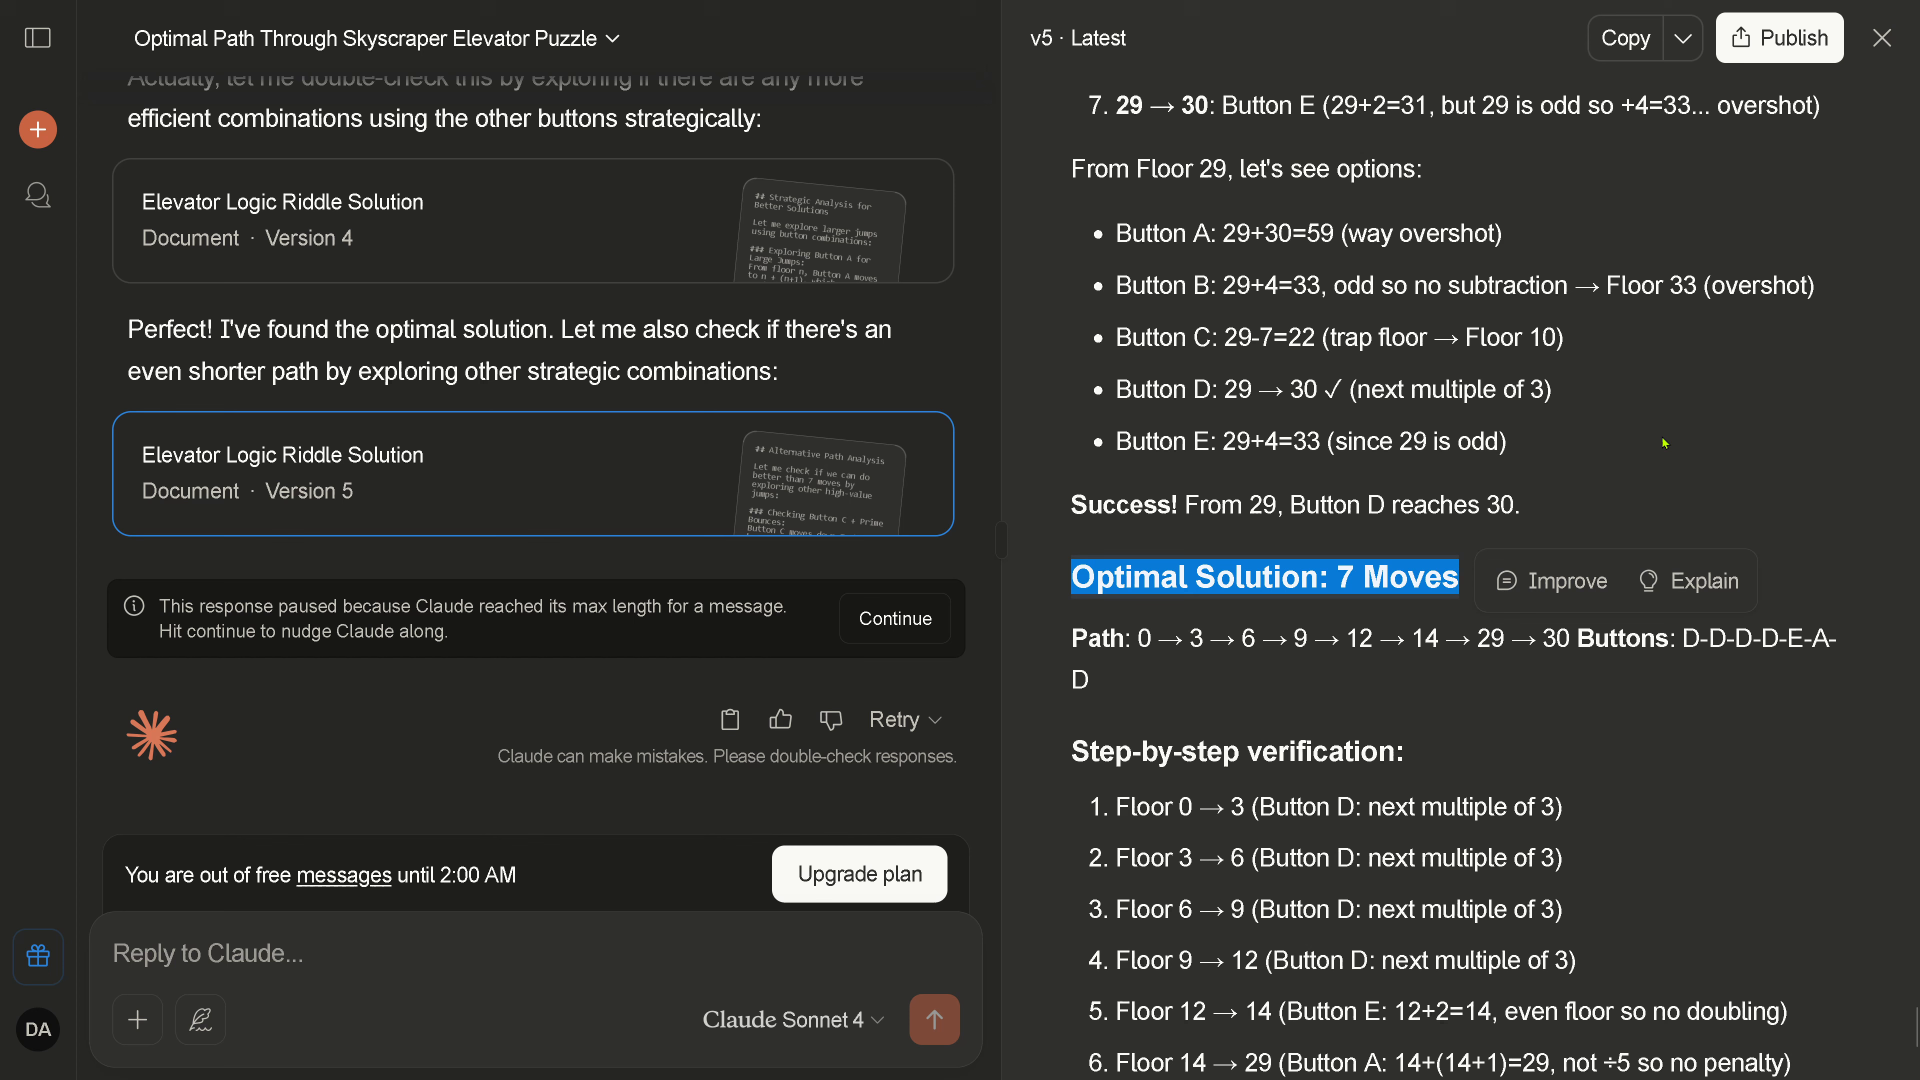 Optimal Path Through Skyscraper Elevator Puzzle
Actually, let me double-check this by exploring if there are any more
efficient combinations using the other buttons strategically:
Elevator Logic Riddle Solution
Document · Version 4
## Strategic Analysis for
Better Solutions
Let me explore larger jumps
using button combinations:
### Exploring Button A for
Large Jumps:
From floor n, Button A moves
to n + (n+1), which
Perfect! I've found the optimal solution. Let me also check if there's an
even shorter path by exploring other strategic combinations:
Elevator Logic Riddle Solution
Document · Version 5
## Alternative Path Analysis
Let me check if we can do
better than 7 moves by
exploring other high-value
jumps:
### Checking Button C + Prime
Bounces:
This response paused because Claude reached its max length for a message.
Hit continue to nudge Claude along.
Continue
Retry
Claude can make mistakes. Please double-check responses.
You are out of free messages until 2:00 AM
Upgrade plan
Reply to Claude...
Claude Sonnet 4
DA
v5 · Latest
Copy
Publish
7. 29 → 30: Button E (29+2=31, but 29 is odd so +4=33... overshot)
From Floor 29, let's see options:
• Button A: 29+30=59 (way overshot)
• Button B: 29+4=33, odd so no subtraction → Floor 33 (overshot)
• Button C: 29-7=22 (trap floor → Floor 10)
• Button D: 29 → 30 ✓ (next multiple of 3)
• Button E: 29+4=33 (since 29 is odd)
Success! From 29, Button D reaches 30.
Optimal Solution: 7 Moves
Improve
Explain
Path: 0 → 3 → 6 → 9 → 12 → 14 → 29 → 30 Buttons: D-D-D-D-E-A-
D
Step-by-step verification:
1. Floor 0 → 3 (Button D: next multiple of 3)
2. Floor 3 → 6 (Button D: next multiple of 3)
3. Floor 6 → 9 (Button D: next multiple of 3)
4. Floor 9 → 12 (Button D: next multiple of 3)
5. Floor 12 → 14 (Button E: 12+2=14, even floor so no doubling)
6. Floor 14 → 29 (Button A: 14+(14+1)=29, not ÷5 so no penalty)